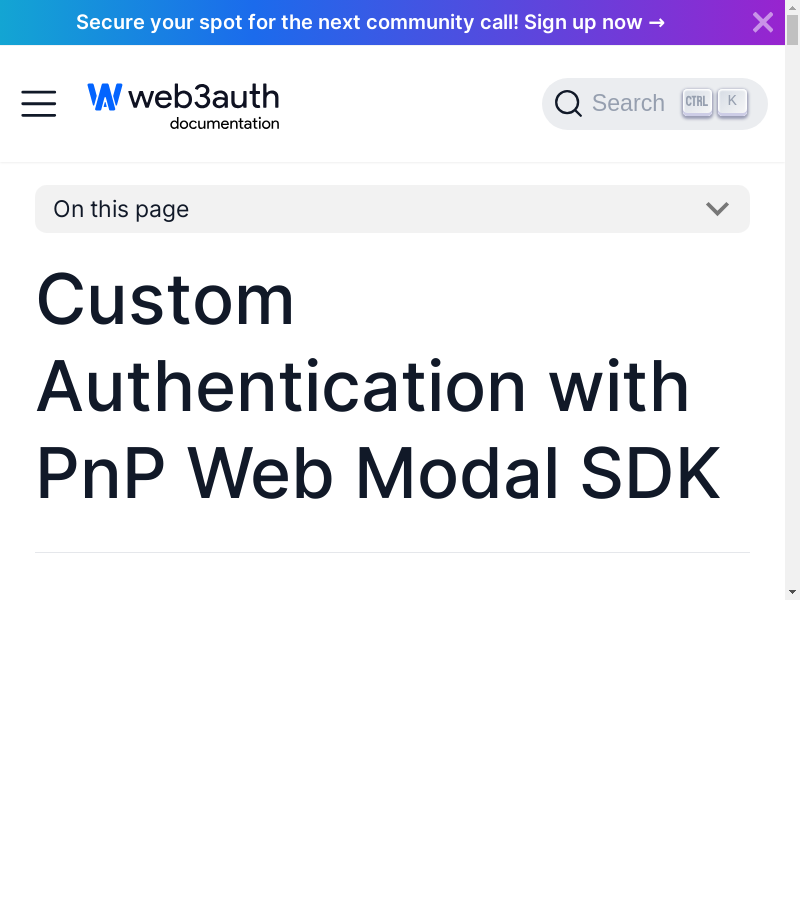 Secure your spot for the next community call! Sign up now →
web3auth
documentation
Search CTRL K
On this page
Custom
Authentication with
PnP Web Modal SDK